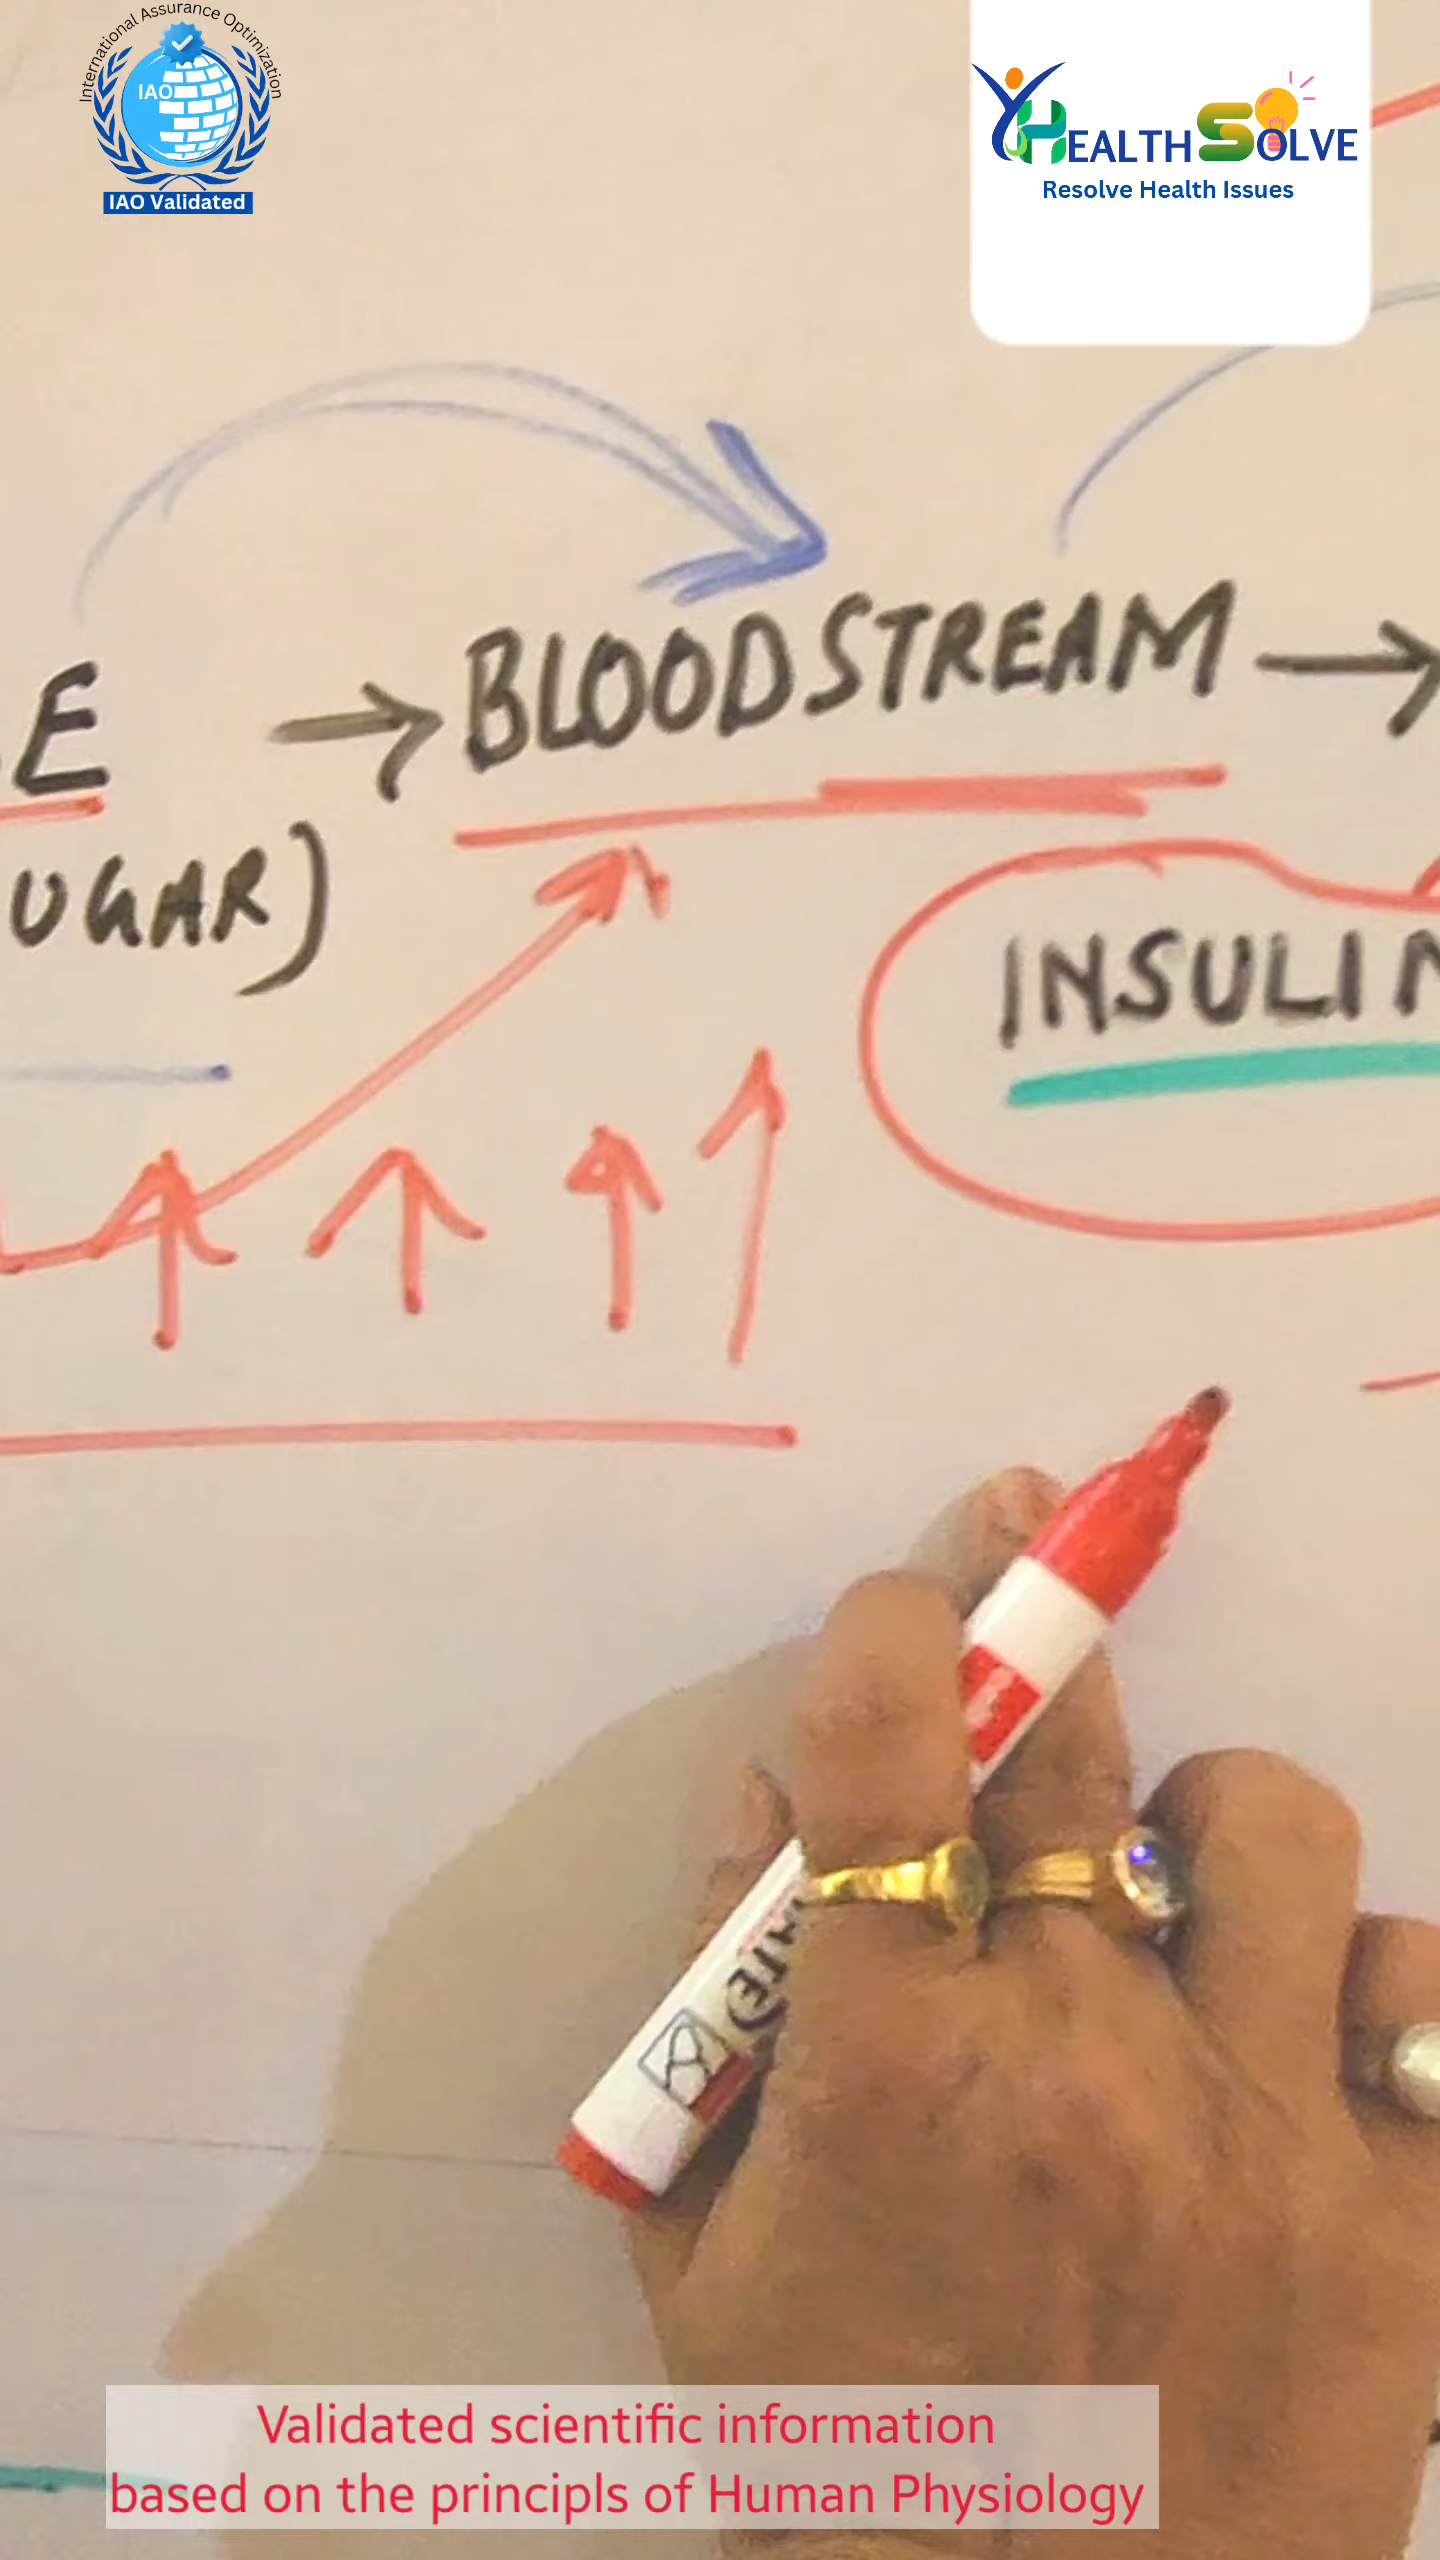 International Assurance Optimization
IAO
IAO Validated
HEALTH SOLVE
Resolve Health Issues
E → BLOODSTREAM →
UGAR)
INSULIN
Validated scientific information
based on the principls of Human Physiology